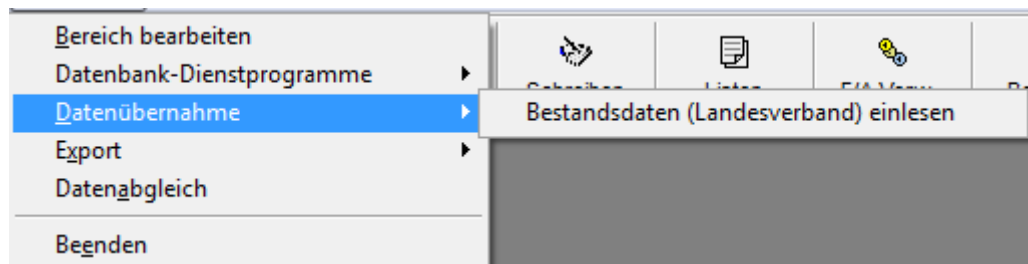 Bereich bearbeiten
Datenbank-Dienstprogramme
Datenübernahme
Bestandsdaten (Landesverband) einlesen
Export
Datenabgleich
Beenden